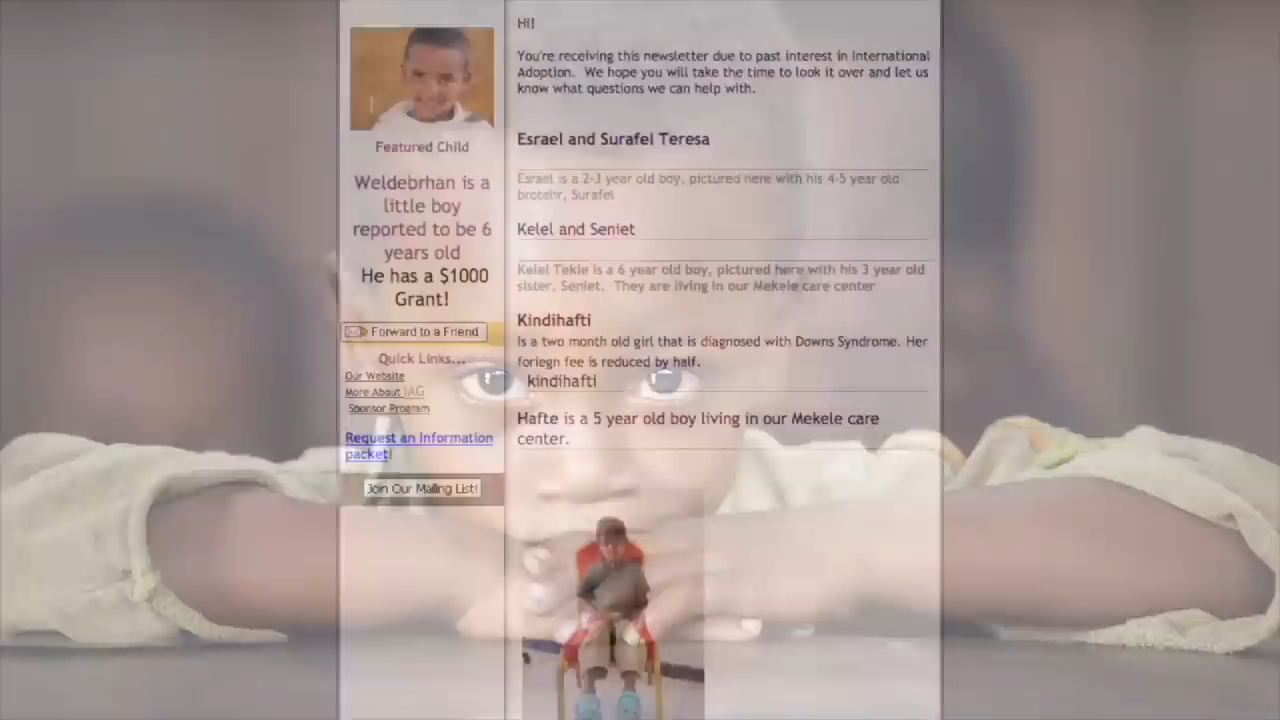 Featured Child
Weldebrhan is a
little boy
reported to be 6
years old
He has a $1000
Grant!
Forward to a Friend
Quick Links...
Our Website
More About IAG
Sponsor Program
Request an Information
packet!
Join Our Mailing List!
Hi!
You're receiving this newsletter due to past interest in International
Adoption. We hope you will take the time to look it over and let us
know what questions we can help with.
Esrael and Surafel Teresa
Esrael is a 2-3 year old boy, pictured here with his 4-5 year old
brotehr, Surafel
Kelel and Seniet
Kelel Tekle is a 6 year old boy, pictured here with his 3 year old
sister, Seniet. They are living in our Mekele care center
Kindihafti
Is a two month old girl that is diagnosed with Downs Syndrome. Her
foriegn fee is reduced by half.
kindihafti
Hafte is a 5 year old boy living in our Mekele care
center.